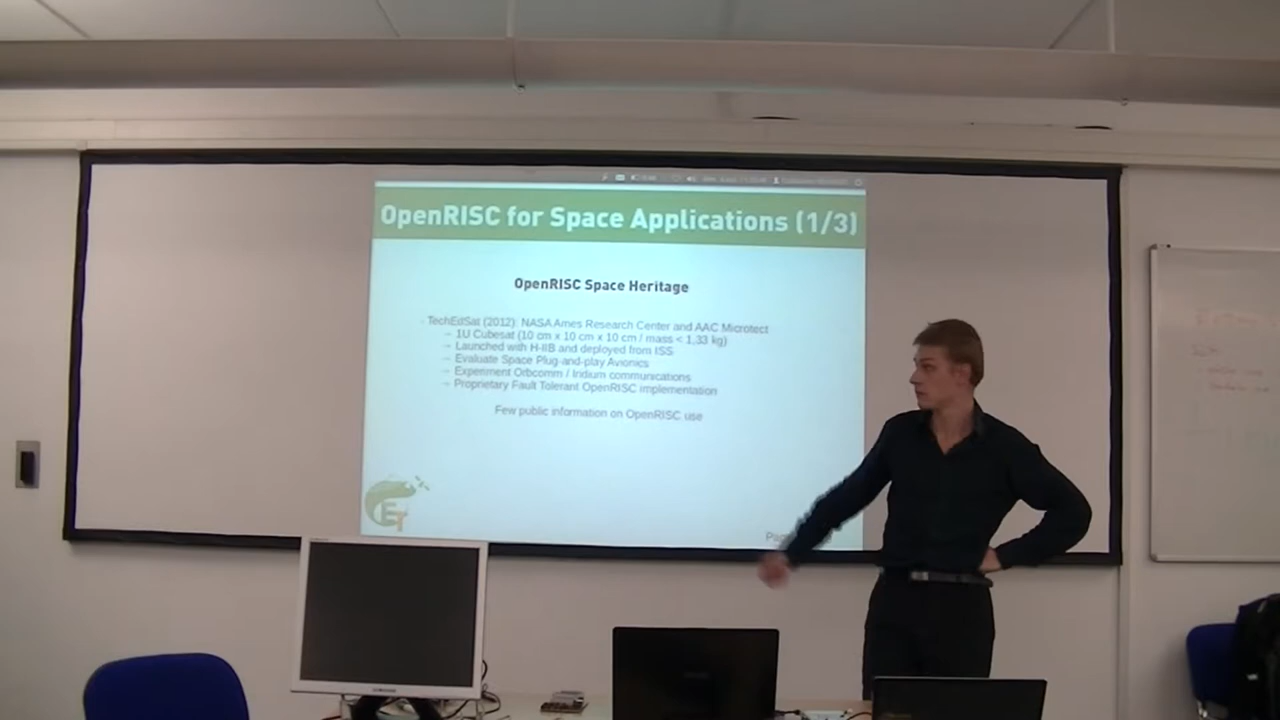 OpenRISC for Space Applications (1/3)
OpenRISC Space Heritage
TechEdSat (2012): NASA Ames Research Center and AAC Microtect
→ 1U Cubesat (10 cm x 10 cm x 10 cm / mass < 1,33 kg)
→ Launched with H-IIB and deployed from ISS
→ Evaluate Space Plug-and-play Avionics
→ Experiment Orbcomm / Iridium communications
→ Proprietary Fault Tolerant OpenRISC implementation
Few public information on OpenRISC use
ET
SAMSUNG